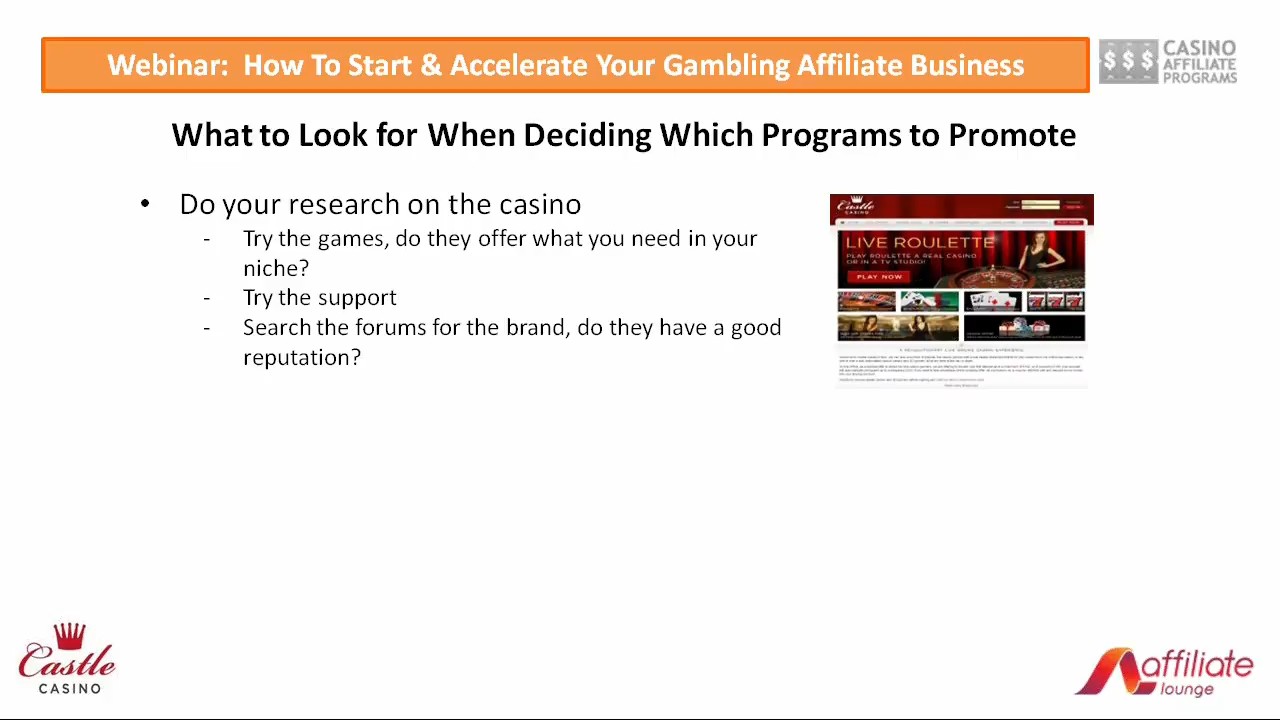 Webinar: How To Start & Accelerate Your Gambling Affiliate Business
$ $ $ CASINO
AFFILIATE
PROGRAMS
What to Look for When Deciding Which Programs to Promote
• Do your research on the casino
- Try the games, do they offer what you need in your
niche?
- Try the support
- Search the forums for the brand, do they have a good
reputation?
Castle
CASINO
LIVE ROULETTE
PLAY ROULETTE A REAL CASINO
OR IN A TV STUDIO!
PLAY NOW
Castle
CASINO
affiliate
lounge